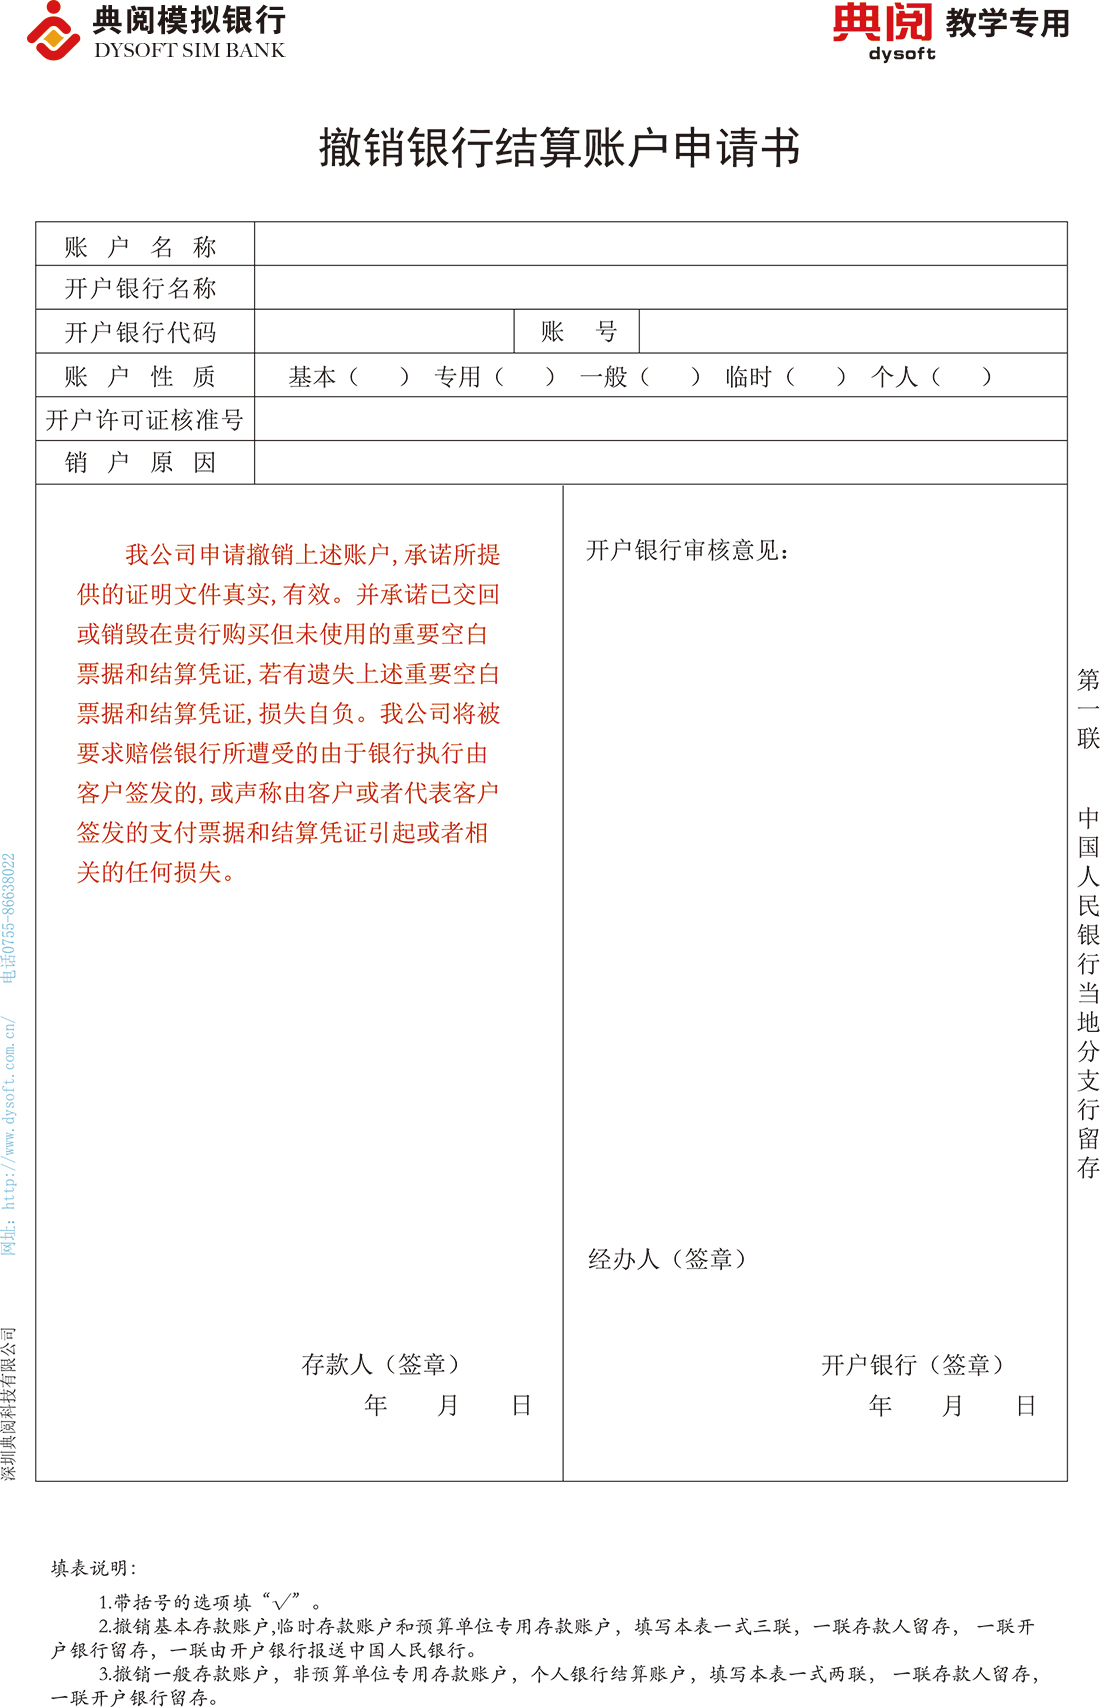 典阅模拟银行
DYSOFT SIM BANK
典阅 教学专用
dysoft
撤销银行结算账户申请书
账户名称
开户银行名称
开户银行代码 账号
账户性质 基本（ ） 专用（ ） 一般（ ） 临时（ ） 个人（ ）
开户许可证核准号
销户原因
我公司申请撤销上述账户,承诺所提
供的证明文件真实,有效。并承诺已交回
或销毁在贵行购买但未使用的重要空白
票据和结算凭证,若有遗失上述重要空白
票据和结算凭证,损失自负。我公司将被
要求赔偿银行所遭受的由于银行执行由
客户签发的,或声称由客户或者代表客户
签发的支付票据和结算凭证引起或者相
关的任何损失。
存款人（签章）
年 月 日
开户银行审核意见：
经办人（签章）
开户银行（签章）
年 月 日
第一联 中国人民银行当地分支行留存
深圳典阅科技有限公司 网址：http://www.dysoft.com.cn/ 电话0755-86638022
填表说明：
1.带括号的选项填“√”。
2.撤销基本存款账户,临时存款账户和预算单位专用存款账户，填写本表一式三联，一联存款人留存， 一联开
户银行留存，一联由开户银行报送中国人民银行。
3.撤销一般存款账户，非预算单位专用存款账户，个人银行结算账户，填写本表一式两联， 一联存款人留存，
一联开户银行留存。